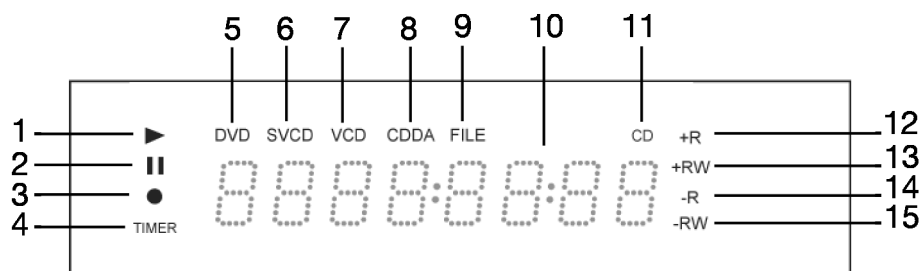 5 6 7 8 9 10 11
1 DVD SVCD VCD CDDA FILE CD +R 12
2 +RW 13
3 -R 14
4 TIMER -RW 15